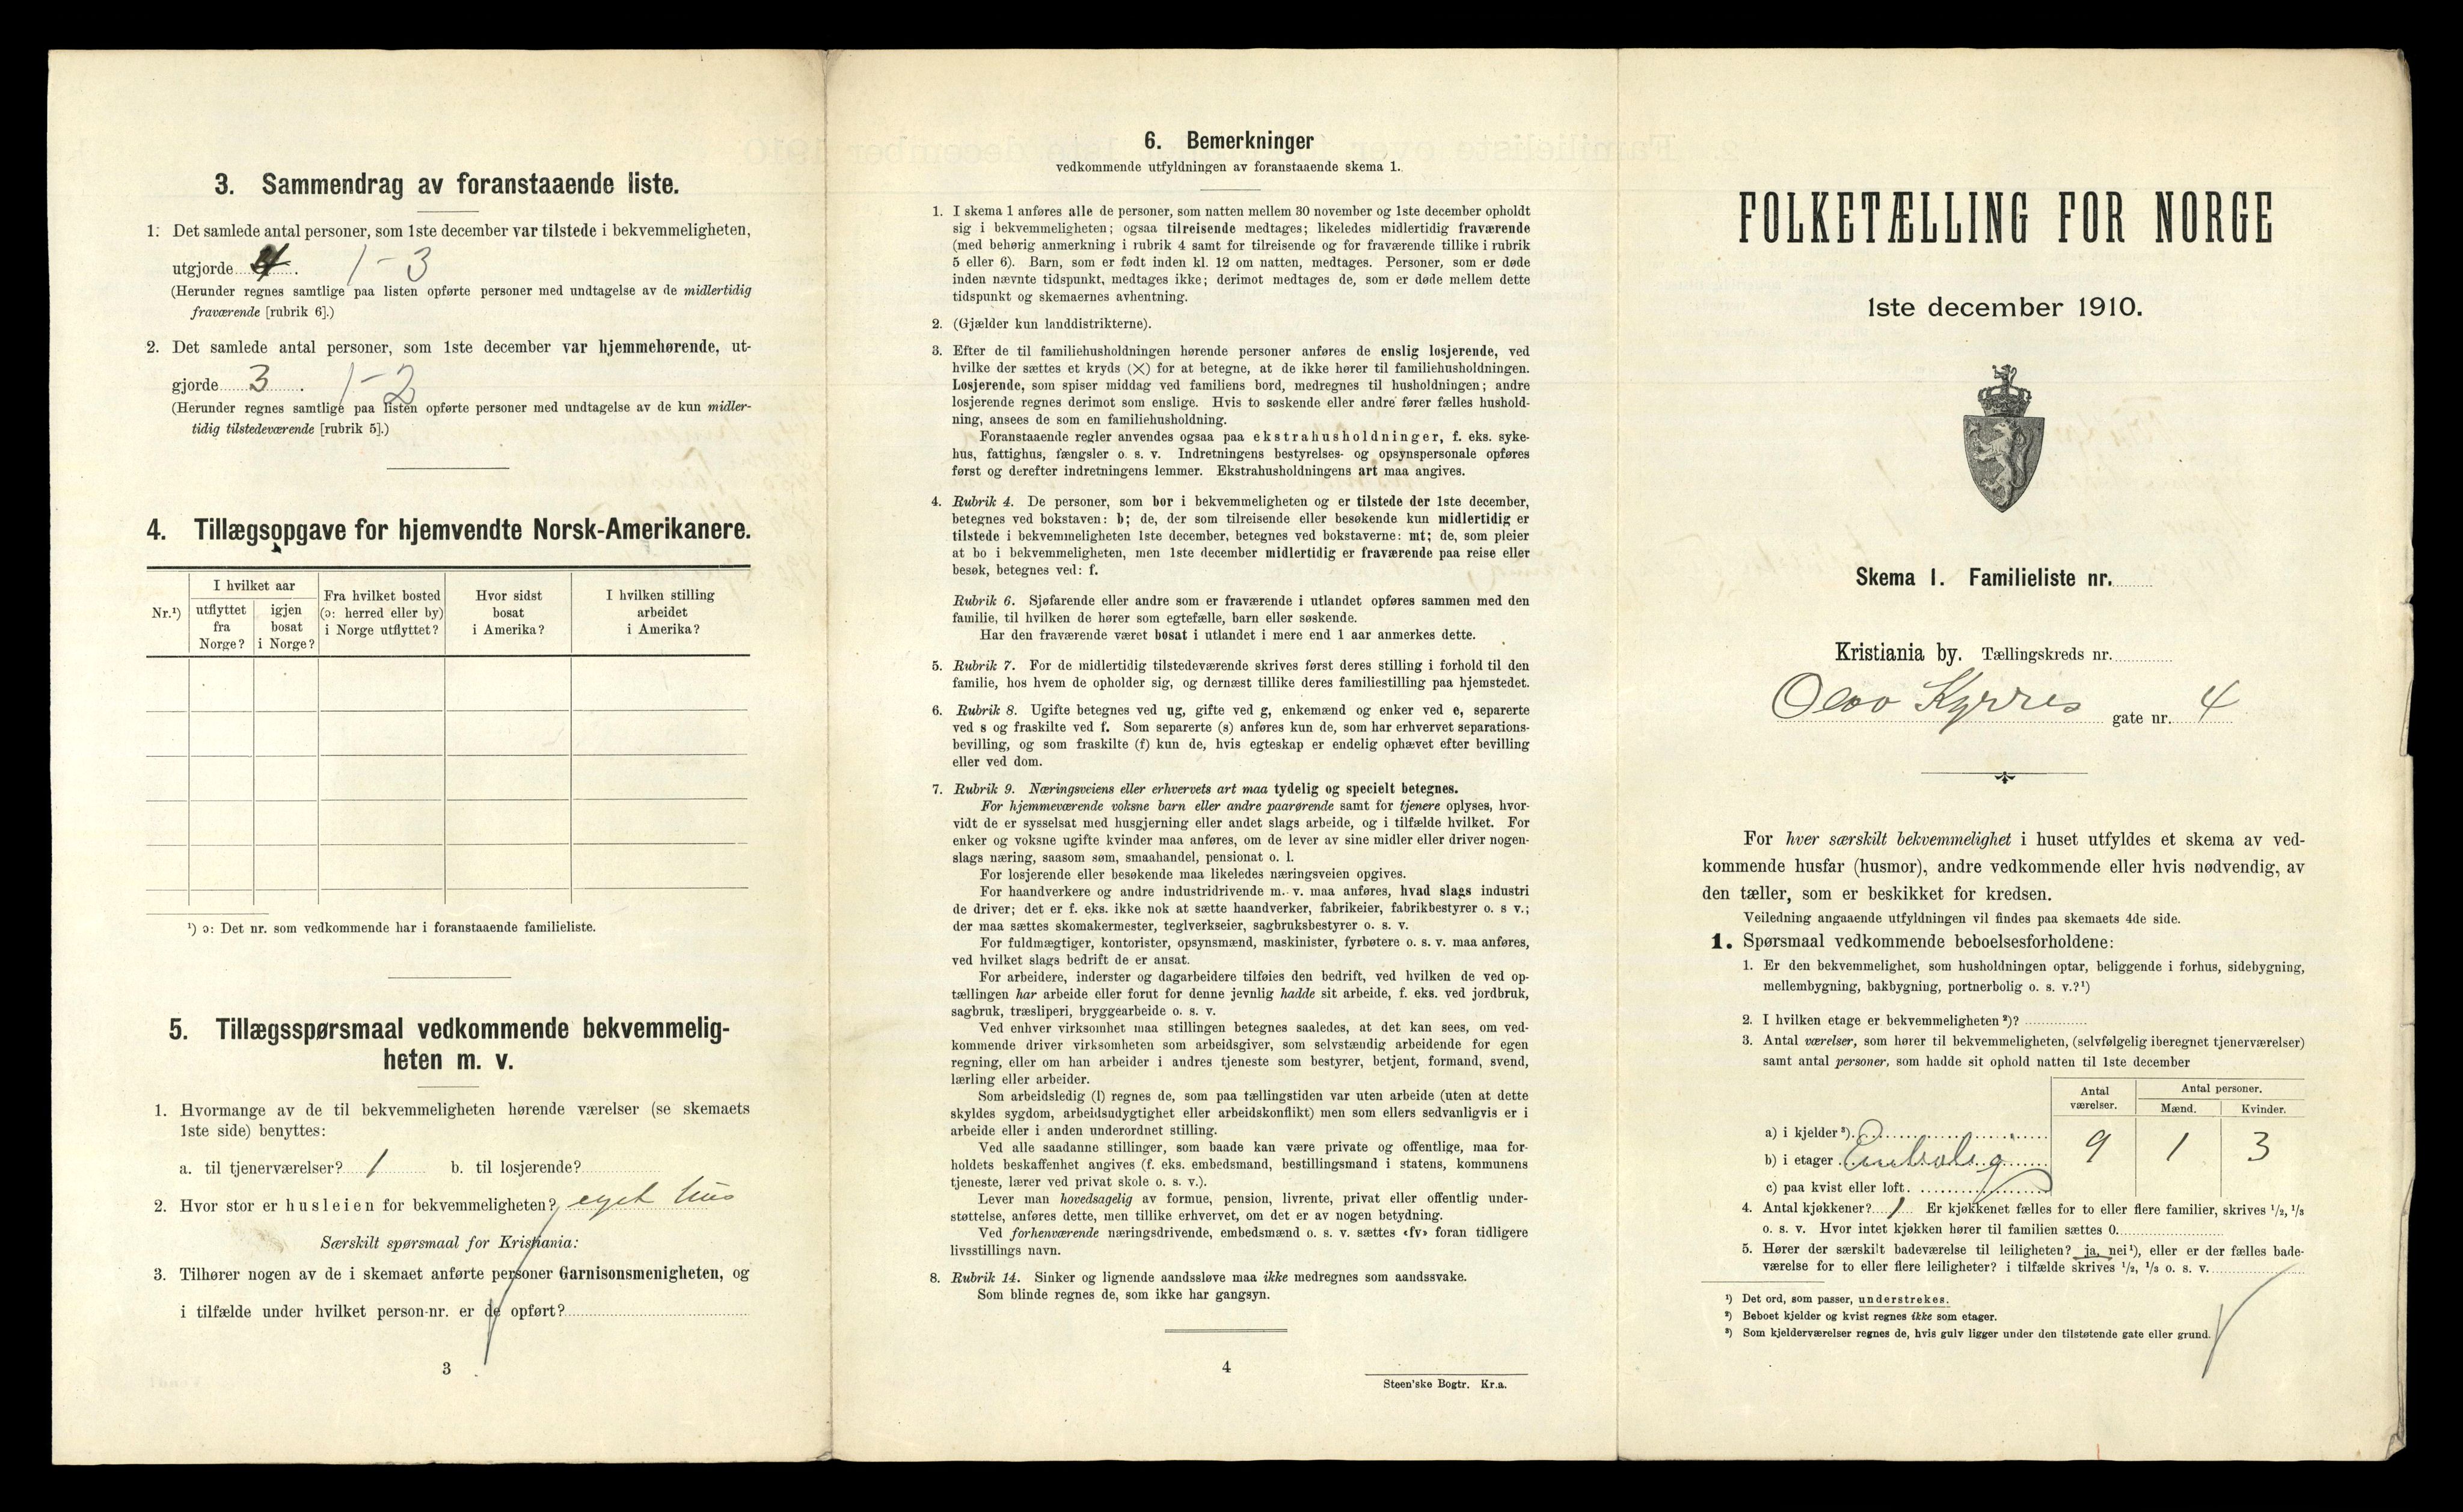 3. Sammendrag av foranstaaende liste.
1. Det samlede antal personer, som 1ste december var tilstede i bekvemmeligheten,
utgjorde 4. 1 - 3
(Herunder regnes samtlige paa listen opførte personer med undtagelse av de midlertidig
fraværende [rubrik 6].)
2. Det samlede antal personer, som 1ste december var hjemmehørende, ut-
gjorde 3. 1 - 2
(Herunder regnes samtlige paa listen opførte personer med undtagelse av de kun midler-
tidig tilstedeværende [rubrik 5].)
4. Tillægsopgave for hjemvendte Norsk-Amerikanere.
Nr.¹)
I hvilket aar
utflyttet fra Norge?
igjen bosat i Norge?
Fra hvilket bosted
(ɔ: herred eller by)
i Norge utflyttet?
Hvor sidst
bosat
i Amerika?
I hvilken stilling
arbeidet
i Amerika?
¹) ɔ: Det nr. som vedkommende har i foranstaaende familieliste.
5. Tillægsspørsmaal vedkommende bekvemmelig-
heten m. v.
1. Hvormange av de til bekvemmeligheten hørende værelser (se skemaets
1ste side) benyttes:
a. til tjenerværelser? 1 b. til losjerende?
2. Hvor stor er husleien for bekvemmeligheten? eget hus
Særskilt spørsmaal for Kristiania:
3. Tilhører nogen av de i skemaet anførte personer Garnisonsmenigheten, og
i tilfælde under hvilket person-nr. er de opført?
3
6. Bemerkninger
vedkommende utfyldningen av foranstaaende skema 1.
1. I skema 1 anføres alle de personer, som natten mellem 30 november og 1ste december opholdt
sig i bekvemmeligheten; ogsaa tilreisende medtages; likeledes midlertidig fraværende
(med behørig anmerkning i rubrik 4 samt for tilreisende og for fraværende tillike i rubrik
5 eller 6). Barn, som er født inden kl. 12 om natten, medtages. Personer, som er døde
inden nævnte tidspunkt, medtages ikke; derimot medtages de, som er døde mellem dette
tidspunkt og skemaernes avhentning.
2. (Gjælder kun landdistrikterne).
3. Efter de til familiehusholdningen hørende personer anføres de enslig losjerende, ved
hvilke der sættes et kryds (×) for at betegne, at de ikke hører til familiehusholdningen.
Losjerende, som spiser middag ved familiens bord, medregnes til husholdningen; andre
losjerende regnes derimot som enslige. Hvis to søskende eller andre fører fælles hushold-
ning, ansees de som en familiehusholdning.
Foranstaaende regler anvendes ogsaa paa ekstrahusholdninger, f. eks. syke-
hus, fattighus, fængsler o. s. v. Indretningens bestyrelses- og opsynspersonale opføres
først og derefter indretningens lemmer. Ekstrahusholdningens art maa angives.
4. Rubrik 4. De personer, som bor i bekvemmeligheten og er tilstede der 1ste december,
betegnes ved bokstaven: b; de, der som tilreisende eller besøkende kun midlertidig er
tilstede i bekvemmeligheten 1ste december, betegnes ved bokstaverne: mt; de, som pleier
at bo i bekvemmeligheten, men 1ste december midlertidig er fraværende paa reise eller
besøk, betegnes ved: f.
Rubrik 6. Sjøfarende eller andre som er fraværende i utlandet opføres sammen med den
familie, til hvilken de hører som egtefælle, barn eller søskende.
Har den fraværende været bosat i utlandet i mere end 1 aar anmerkes dette.
5. Rubrik 7. For de midlertidig tilstedeværende skrives først deres stilling i forhold til den
familie, hos hvem de opholder sig, og dernæst tillike deres familiestilling paa hjemstedet.
6. Rubrik 8. Ugifte betegnes ved ug, gifte ved g, enkemænd og enker ved e, separerte
ved s og fraskilte ved f. Som separerte (s) anføres kun de, som har erhvervet separations-
bevilling, og som fraskilte (f) kun de, hvis egteskap er endelig ophævet efter bevilling
eller ved dom.
7. Rubrik 9. Næringsveiens eller erhvervets art maa tydelig og specielt betegnes.
For hjemmeværende voksne barn eller andre paarørende samt for tjenere oplyses, hvor-
vidt de er sysselsat med husgjerning eller andet slags arbeide, og i tilfælde hvilket. For
enker og voksne ugifte kvinder maa anføres, om de lever av sine midler eller driver nogen-
slags næring, saasom søm, smaahandel, pensionat o. l.
For losjerende eller besøkende maa likeledes næringsveien opgives.
For haandverkere og andre industridrivende m. v. maa anføres, hvad slags industri
de driver; det er f. eks. ikke nok at sætte haandverker, fabrikeier, fabrikbestyrer o. s v.;
der maa sættes skomakermester, teglverkseier, sagbruksbestyrer o. s. v.
For fuldmægtiger, kontorister, opsynsmænd, maskinister, fyrbøtere o. s. v. maa anføres,
ved hvilket slags bedrift de er ansat.
For arbeidere, inderster og dagarbeidere tilføies den bedrift, ved hvilken de ved op-
tællingen har arbeide eller forut for denne jevnlig hadde sit arbeide, f. eks. ved jordbruk,
sagbruk, træsliperi, bryggearbeide o. s. v.
Ved enhver virksomhet maa stillingen betegnes saaledes, at det kan sees, om ved-
kommende driver virksomheten som arbeidsgiver, som selvstændig arbeidende for egen
regning, eller om han arbeider i andres tjeneste som bestyrer, betjent, formand, svend,
lærling eller arbeider.
Som arbeidsledig (l) regnes de, som paa tællingstiden var uten arbeide (uten at dette
skyldes sygdom, arbeidsudygtighet eller arbeidskonflikt) men som ellers sedvanligvis er i
arbeide eller i anden underordnet stilling.
Ved alle saadanne stillinger, som baade kan være private og offentlige, maa for-
holdets beskaffenhet angives (f. eks. embedsmand, bestillingsmand i statens, kommunens
tjeneste, lærer ved privat skole o. s. v.).
Lever man hovedsagelig av formue, pension, livrente, privat eller offentlig under-
støttelse, anføres dette, men tillike erhvervet, om det er av nogen betydning.
Ved forhenværende næringsdrivende, embedsmænd o. s. v. sættes «fv» foran tidligere
livsstillings navn.
8. Rubrik 14. Sinker og lignende aandssløve maa ikke medregnes som aandssvake.
Som blinde regnes de, som ikke har gangsyn.
4
Steen'ske Bogtr. Kr.a.
FOLKETÆLLING FOR NORGE
1ste december 1910.
Skema 1. Familieliste nr.
Kristiania by. Tællingskreds nr.
Olav Kyrres gate nr. 4
For hver særskilt bekvemmelighet i huset utfyldes et skema av ved-
kommende husfar (husmor), andre vedkommende eller hvis nødvendig, av
den tæller, som er beskikket for kredsen.
Veiledning angaaende utfyldningen vil findes paa skemaets 4de side.
1. Spørsmaal vedkommende beboelsesforholdene:
1. Er den bekvemmelighet, som husholdningen optar, beliggende i forhus, sidebygning,
mellembygning, bakbygning, portnerbolig o. s. v.?¹)
2. I hvilken etage er bekvemmeligheten²)?
3. Antal værelser, som hører til bekvemmeligheten, (selvfølgelig iberegnet tjenerværelser)
samt antal personer, som hadde sit ophold natten til 1ste december
Antal værelser.
Antal personer.
Mænd. Kvinder.
a) i kjelder³)
b) i etager 9 1 3
c) paa kvist eller loft.
4. Antal kjøkkener? 1 Er kjøkkenet fælles for to eller flere familier, skrives ¹/₂, ¹/₃
o. s. v. Hvor intet kjøkken hører til familien sættes 0.
5. Hører der særskilt badeværelse til leiligheten? ja, nei¹), eller er der fælles bade-
værelse for to eller flere leiligheter? i tilfælde skrives ¹/₂, ¹/₃ o. s. v.
¹) Det ord, som passer, understrekes.
²) Beboet kjelder og kvist regnes ikke som etager.
³) Som kjelderværelser regnes de, hvis gulv ligger under den tilstøtende gate eller grund.